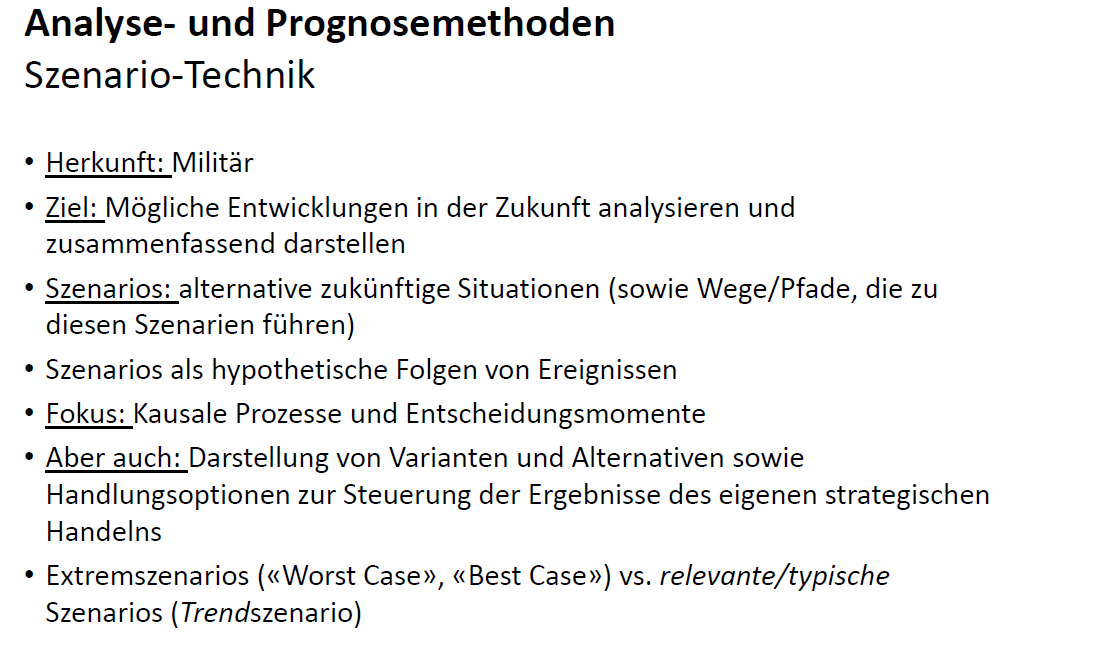 Analyse- und Prognosemethoden
Szenario-Technik
• Herkunft: Militär
• Ziel: Mögliche Entwicklungen in der Zukunft analysieren und
zusammenfassend darstellen
• Szenarios: alternative zukünftige Situationen (sowie Wege/Pfade, die zu
diesen Szenarien führen)
• Szenarios als hypothetische Folgen von Ereignissen
• Fokus: Kausale Prozesse und Entscheidungsmomente
• Aber auch: Darstellung von Varianten und Alternativen sowie
Handlungsoptionen zur Steuerung der Ergebnisse des eigenen strategischen
Handelns
• Extremszenarios («Worst Case», «Best Case») vs. relevante/typische
Szenarios (Trendszenario)